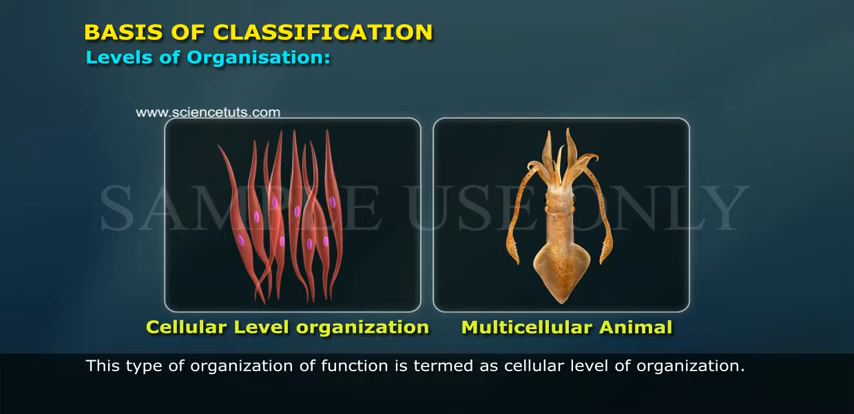 BASIS OF CLASSIFICATION
Levels of Organisation:
www.sciencetuts.com
SAMPLE USE ONLY
Cellular Level organization
Multicellular Animal
This type of organization of function is termed as cellular level of organization.